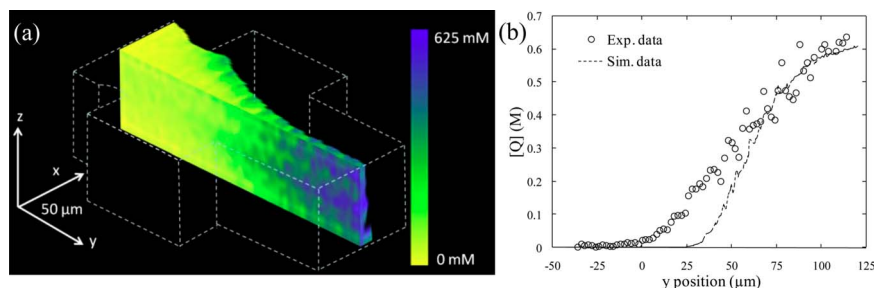 (a)
625 mM
z
x
50 μm
y
0 mM
(b)
0.7
0.6
0.5
0.4
0.3
0.2
0.1
0
[Q] (M)
Exp. data
Sim. data
-50 -25 0 25 50 75 100 125
y position (μm)